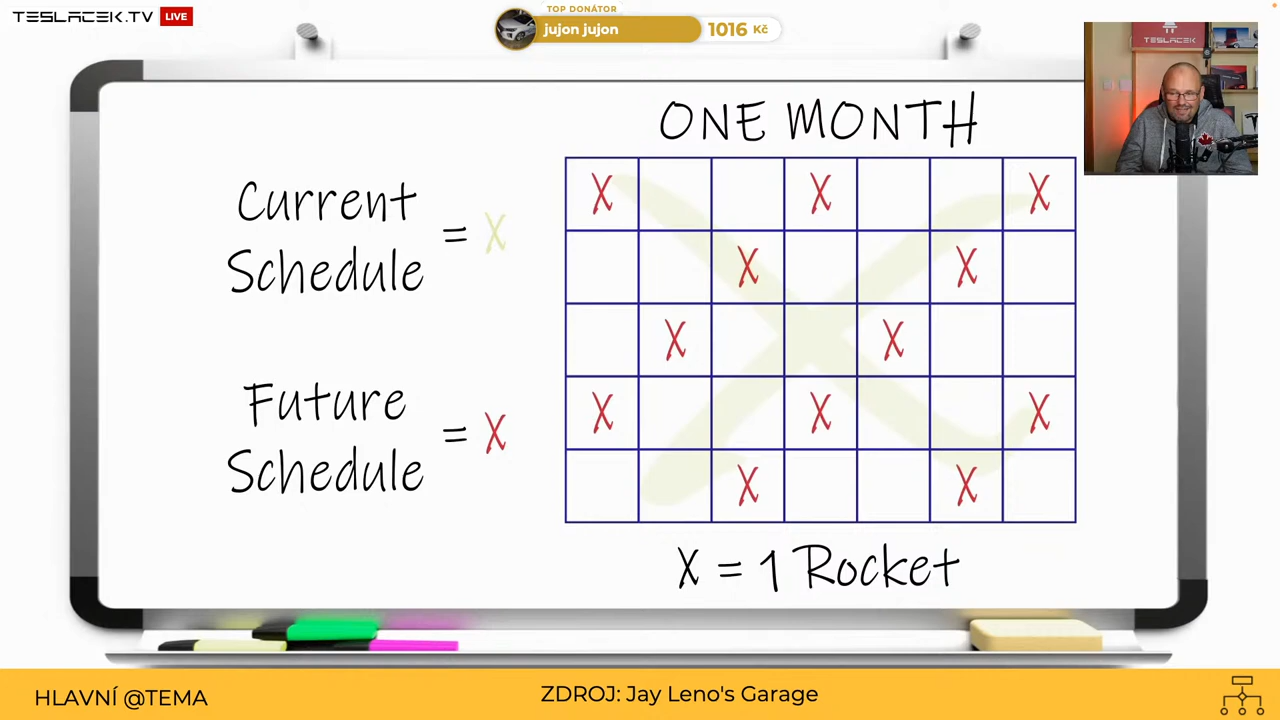 TESLACEK.TV LIVE
TOP DONÁTOR
jujon jujon 1016 Kč
TESLACEK
ONE MONTH
Current
Schedule = X
Future
Schedule = X
X X X
X X
X X
X X X
X X
X = 1 Rocket
HLAVNÍ @TEMA
ZDROJ: Jay Leno's Garage